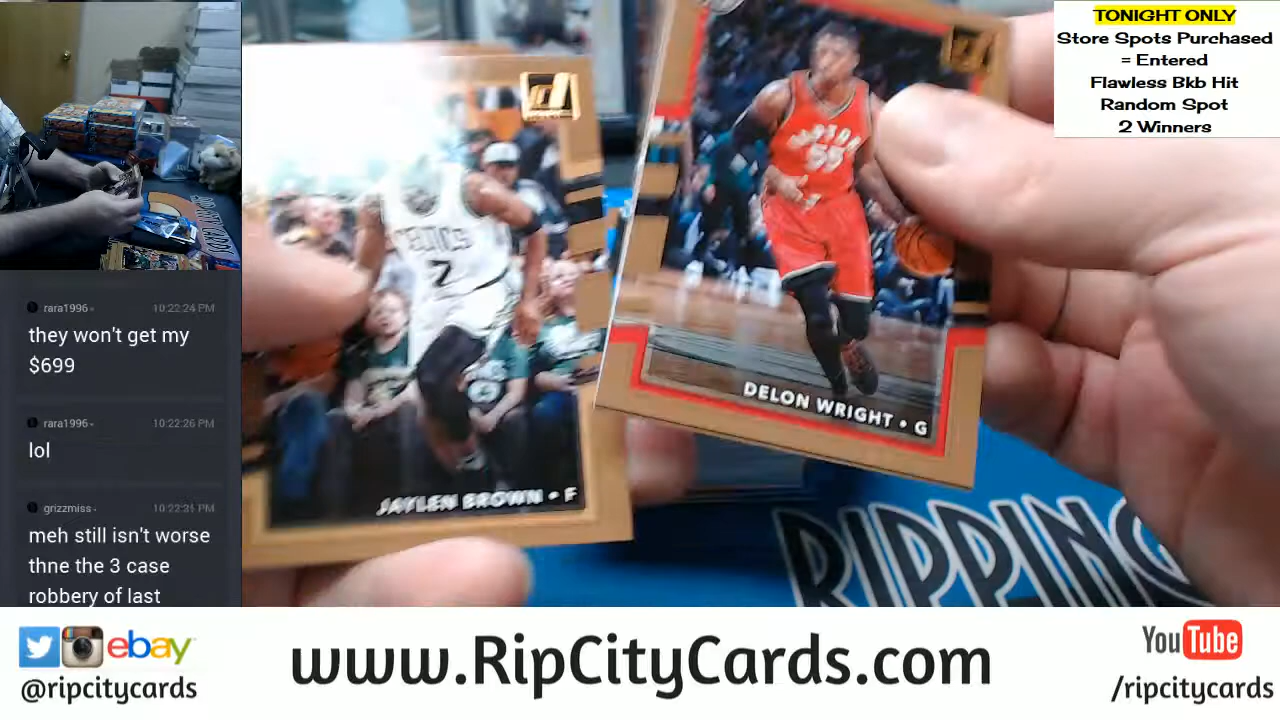 TONIGHT ONLY
Store Spots Purchased
= Entered
Flawless Bkb Hit
Random Spot
2 Winners
rara1996
10:22:24 PM
they won't get my
$699
rara1996
10:22:26 PM
lol
grizzmiss
10:22:31 PM
meh still isn't worse
thne the 3 case
robbery of last
CELTICS
7
JAYLEN BROWN • F
55
DELON WRIGHT • G
RIPPING
ebay
@ripcitycards
www.RipCityCards.com
YouTube
/ripcitycards